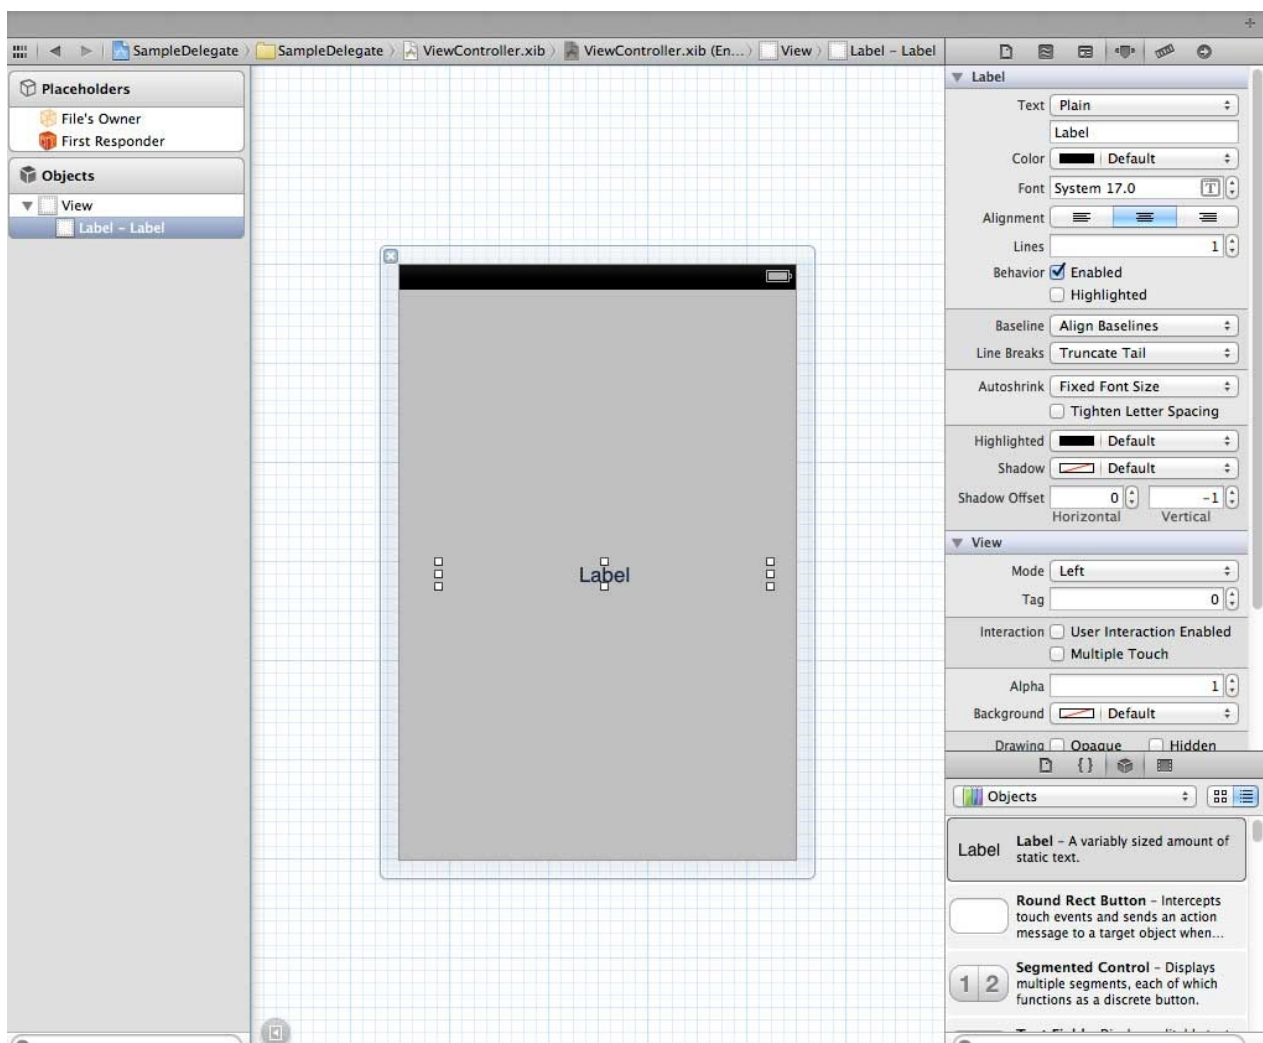 SampleDelegate SampleDelegate ViewController.xib ViewController.xib (En...) View Label – Label
Placeholders
File's Owner
First Responder
Objects
View
Label – Label
Label
Label
Text Plain
Label
Color Default
Font System 17.0 T
Alignment
Lines 1
Behavior Enabled
Highlighted
Baseline Align Baselines
Line Breaks Truncate Tail
Autoshrink Fixed Font Size
Tighten Letter Spacing
Highlighted Default
Shadow Default
Shadow Offset 0 -1
Horizontal Vertical
View
Mode Left
Tag 0
Interaction User Interaction Enabled
Multiple Touch
Alpha 1
Background Default
Drawing Opaque Hidden
{}
Objects
Label
Label – A variably sized amount of
static text.
Round Rect Button – Intercepts
touch events and sends an action
message to a target object when...
1 2
Segmented Control – Displays
multiple segments, each of which
functions as a discrete button.